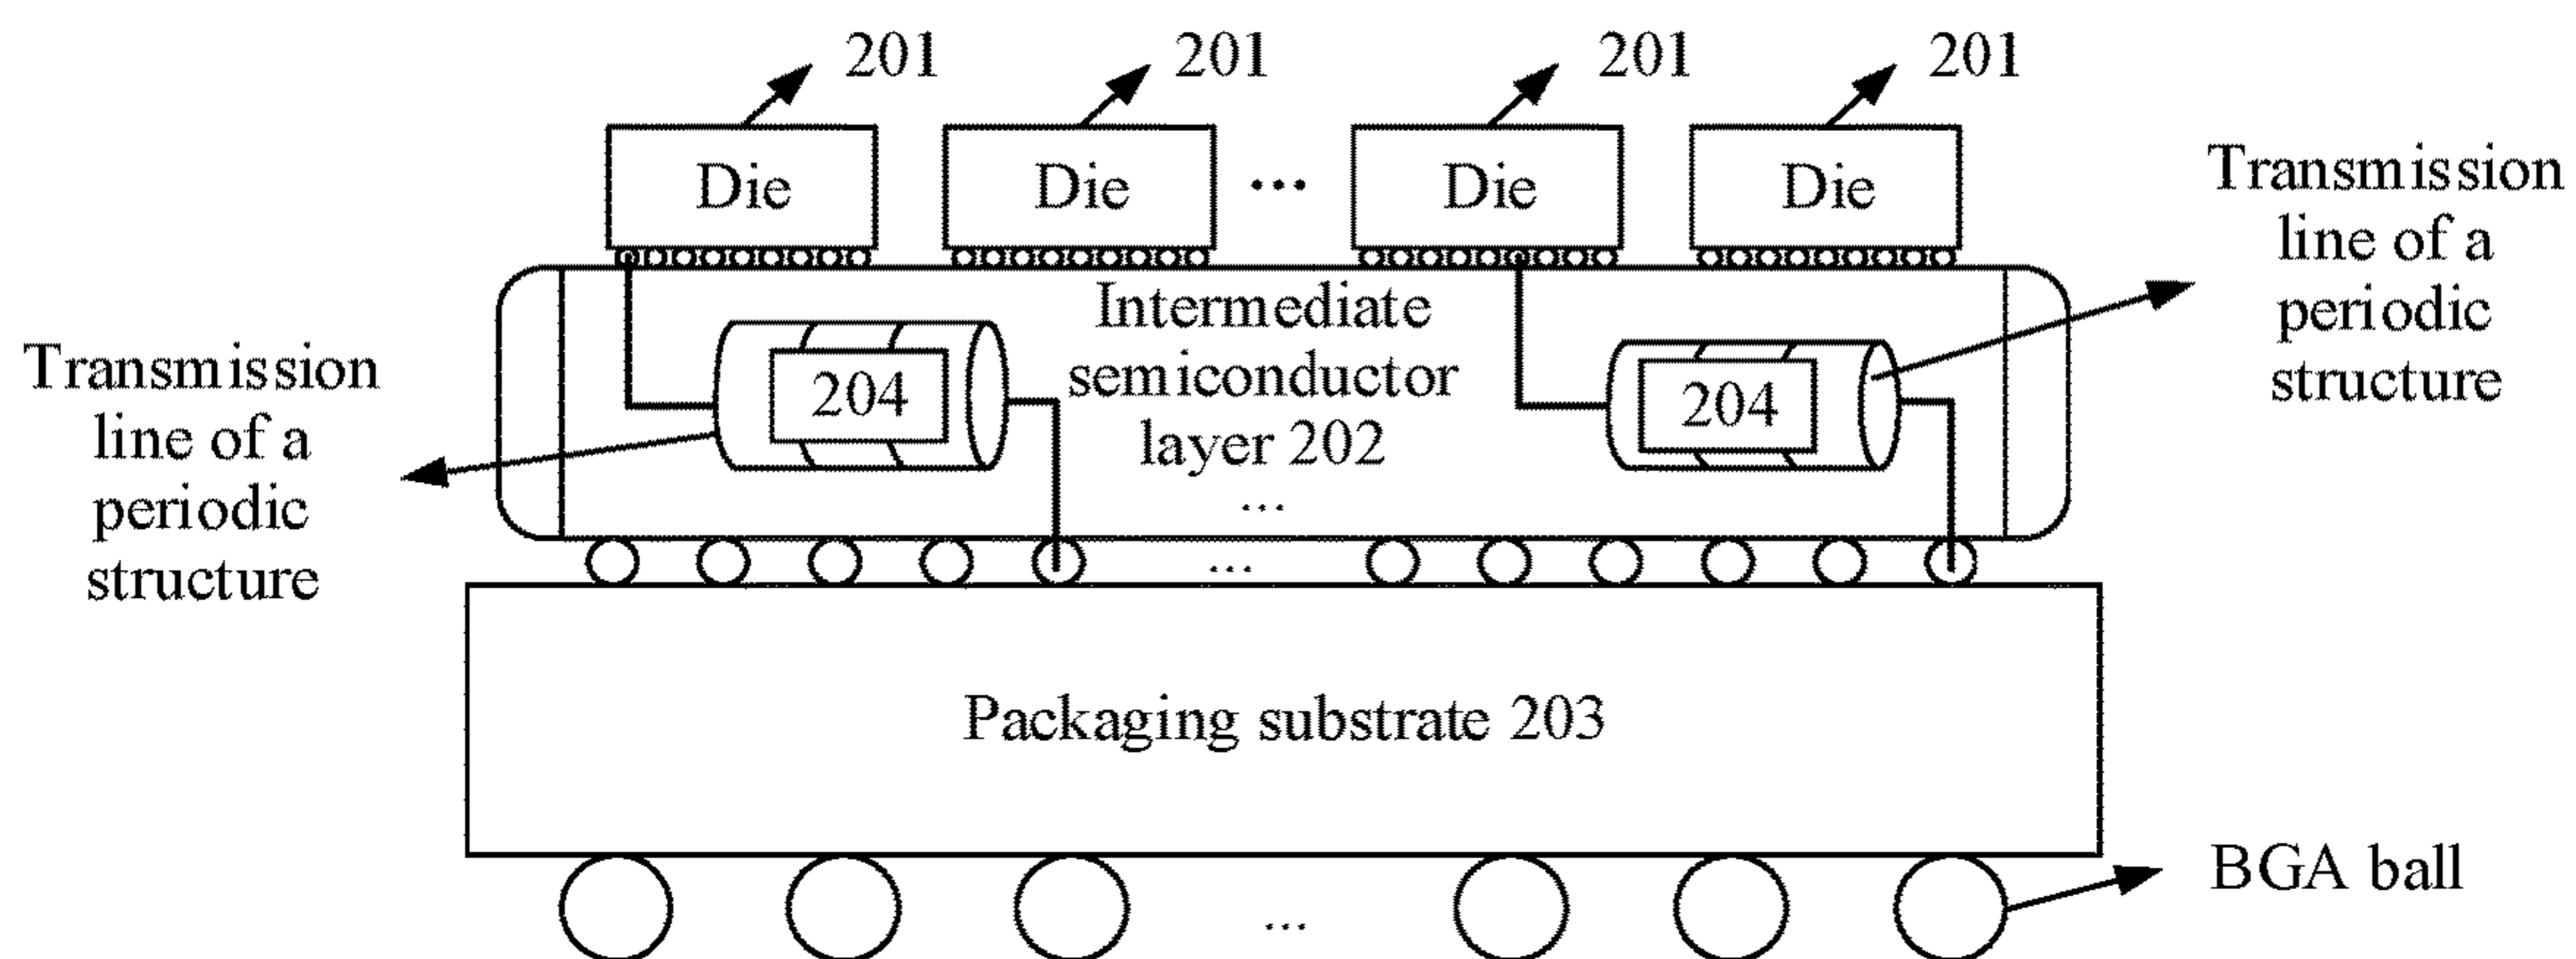 201 201 201 201
Die Die ... Die Die
Transmission
line of a
periodic
structure
Intermediate
semiconductor
layer 202
...
204 204
Transmission
line of a
periodic
structure
...
Packaging substrate 203
BGA ball
...